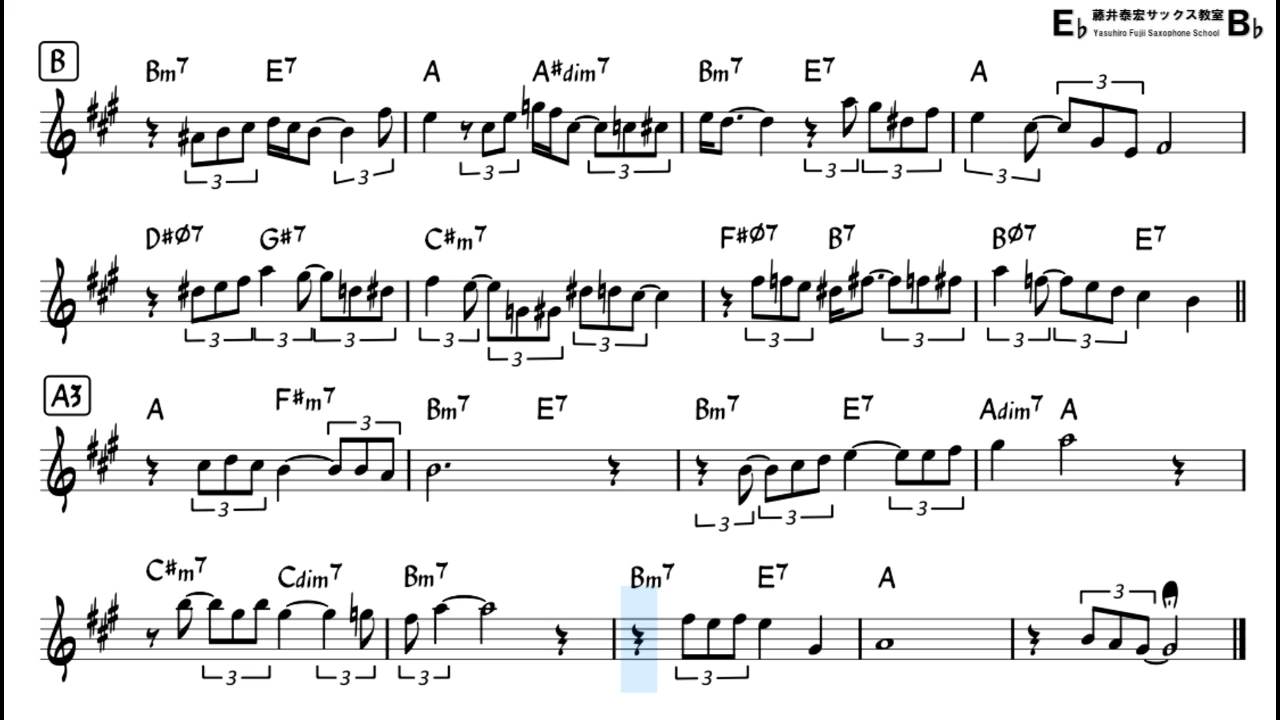 E♭ 藤井泰宏サックス教室 B♭
Yasuhiro Fujii Saxophone School
B
Bm7 E7 A A#dim7 Bm7 E7 A
3 3 3 3 3 3 3 3
D#ø7 G#7 C#m7 F#ø7 B7 Bø7 E7
3 3 3 3 3 3 3 3 3 3 3
A3
A F#m7 Bm7 E7 Bm7 E7 Adim7 A
3 3 3 3 3
C#m7 Cdim7 Bm7 Bm7 E7 A
3 3 3 3 3